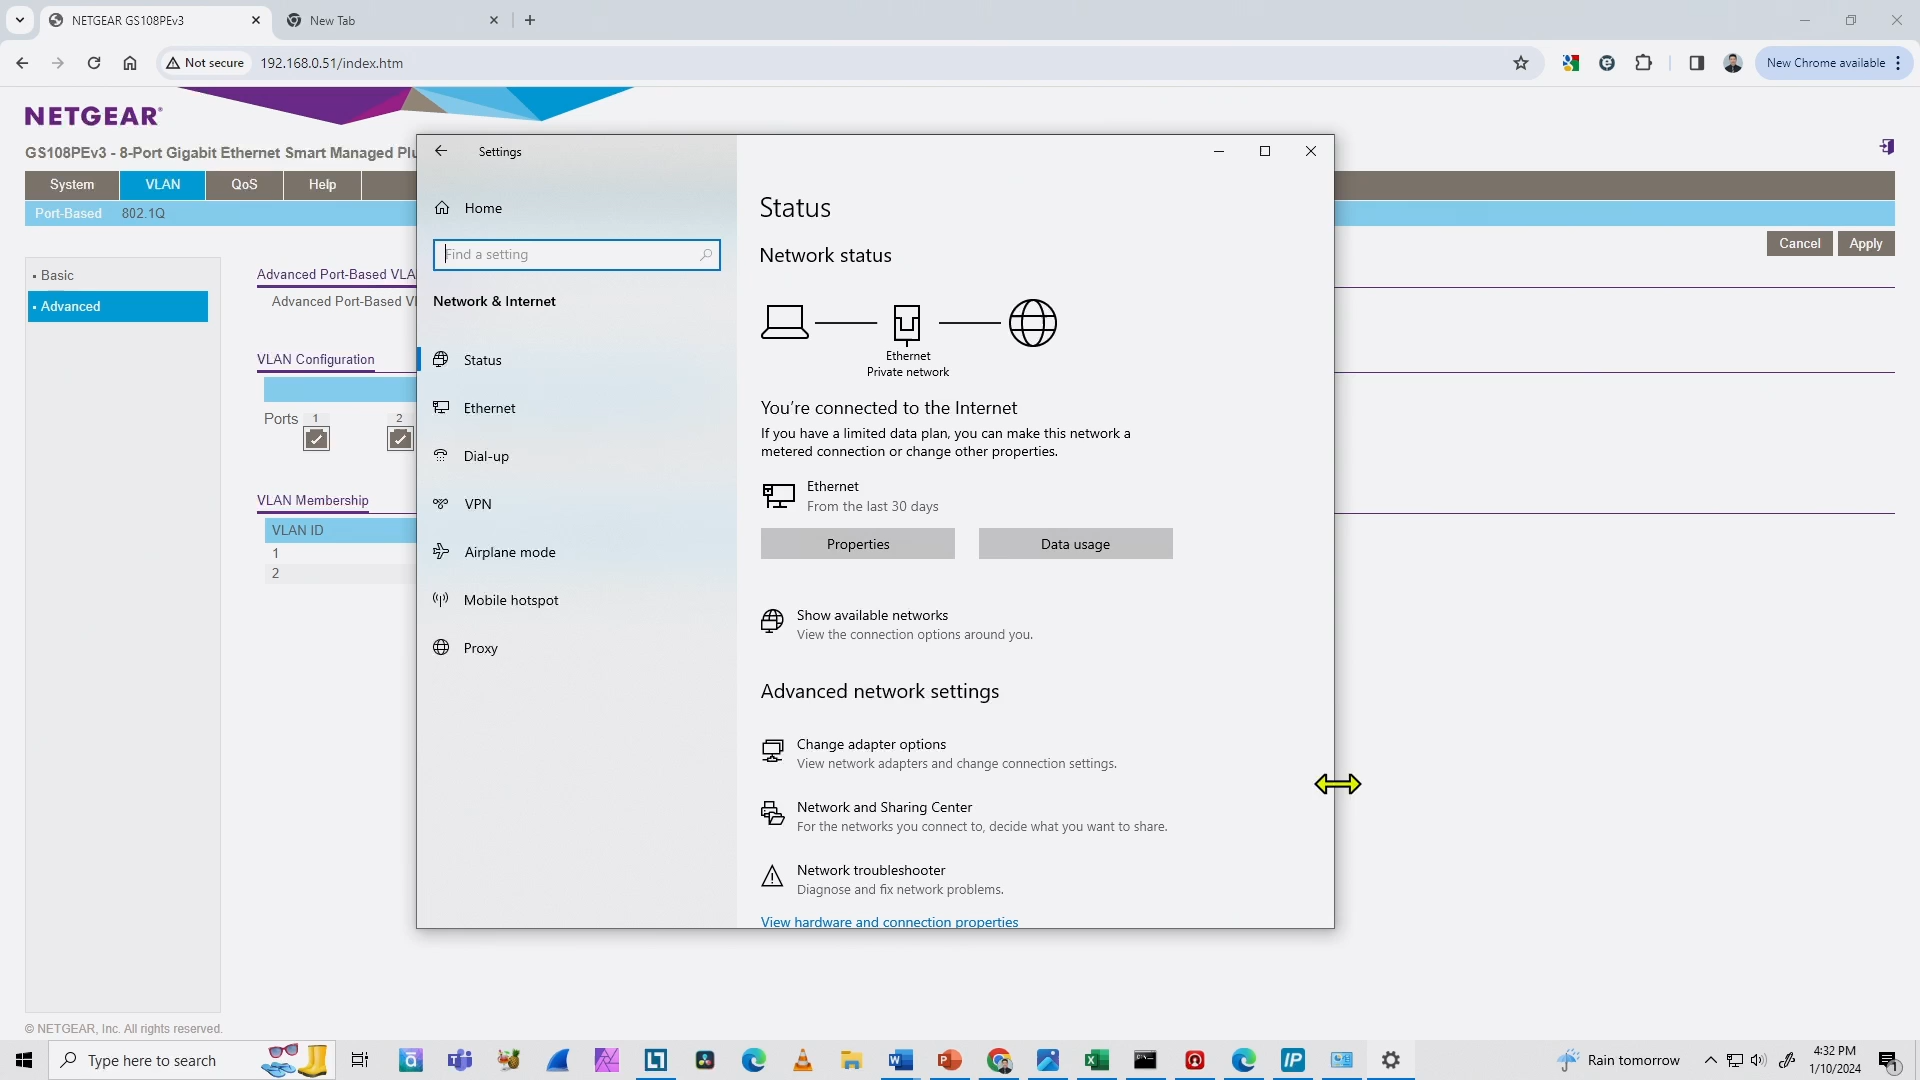 NETGEAR GS108PEv3
New Tab
Not secure
192.168.0.51/index.htm
New Chrome available
NETGEAR®
GS108PEv3 - 8-Port Gigabit Ethernet Smart Managed Plu
System
VLAN
QoS
Help
Port-Based
802.1Q
Cancel
Apply
Basic
Advanced
Advanced Port-Based VLA
Advanced Port-Based VI
VLAN Configuration
Ports
1
2
VLAN Membership
VLAN ID
1
2
© NETGEAR, Inc. All rights reserved.
Settings
Home
Find a setting
Network & Internet
Status
Ethernet
Dial-up
VPN
Airplane mode
Mobile hotspot
Proxy
Status
Network status
Ethernet
Private network
You're connected to the Internet
If you have a limited data plan, you can make this network a
metered connection or change other properties.
Ethernet
From the last 30 days
Properties
Data usage
Show available networks
View the connection options around you.
Advanced network settings
Change adapter options
View network adapters and change connection settings.
Network and Sharing Center
For the networks you connect to, decide what you want to share.
Network troubleshooter
Diagnose and fix network problems.
View hardware and connection properties
Type here to search
Rain tomorrow
4:32 PM
1/10/2024
1